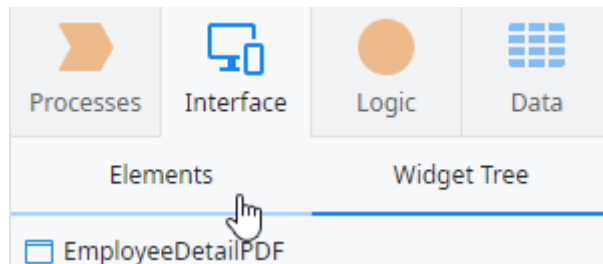 Processes Interface Logic Data
Elements Widget Tree
EmployeeDetailPDF